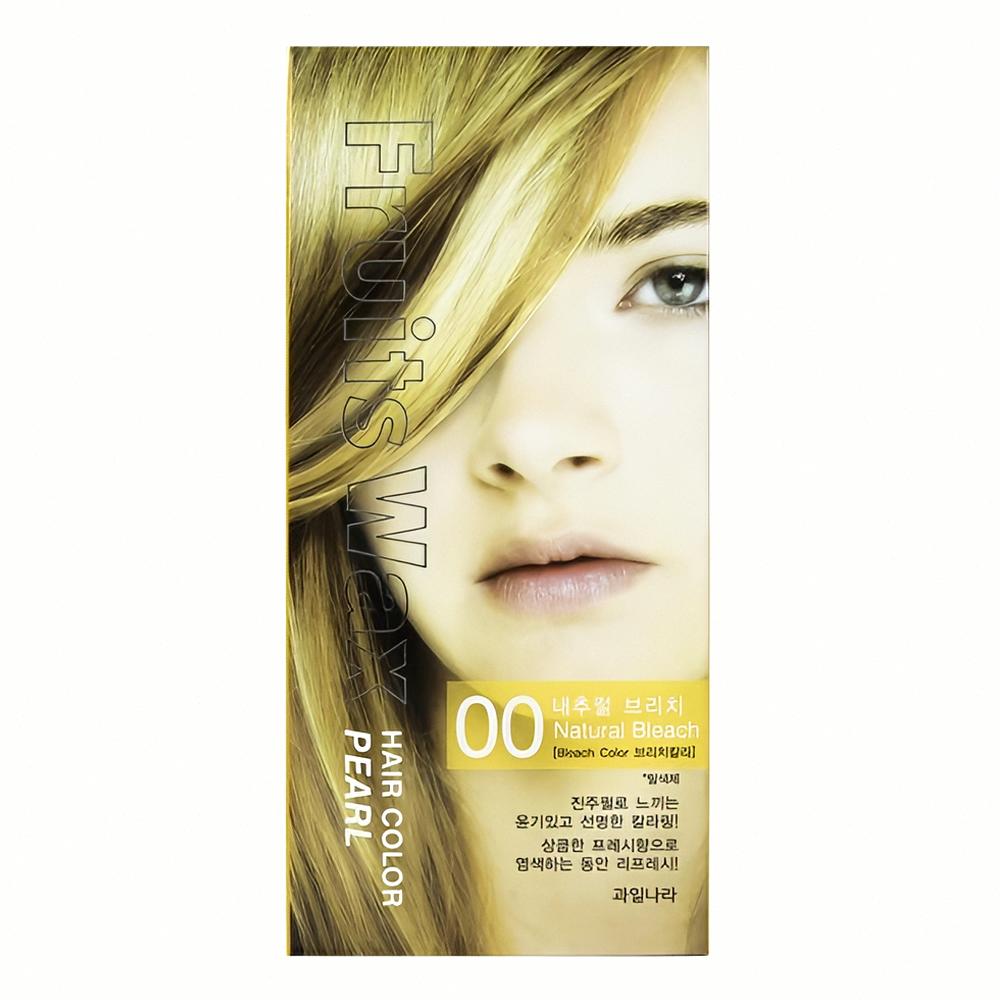 Fruits Wax
HAIR COLOR
PEARL
00
내추럴 브리치
Natural Bleach
[Bleach Color 브리치칼라]
*탈색제
진주펄로 느끼는
윤기있고 선명한 칼라링!
상큼한 프레시향으로
염색하는 동안 리프레시!
과일나라